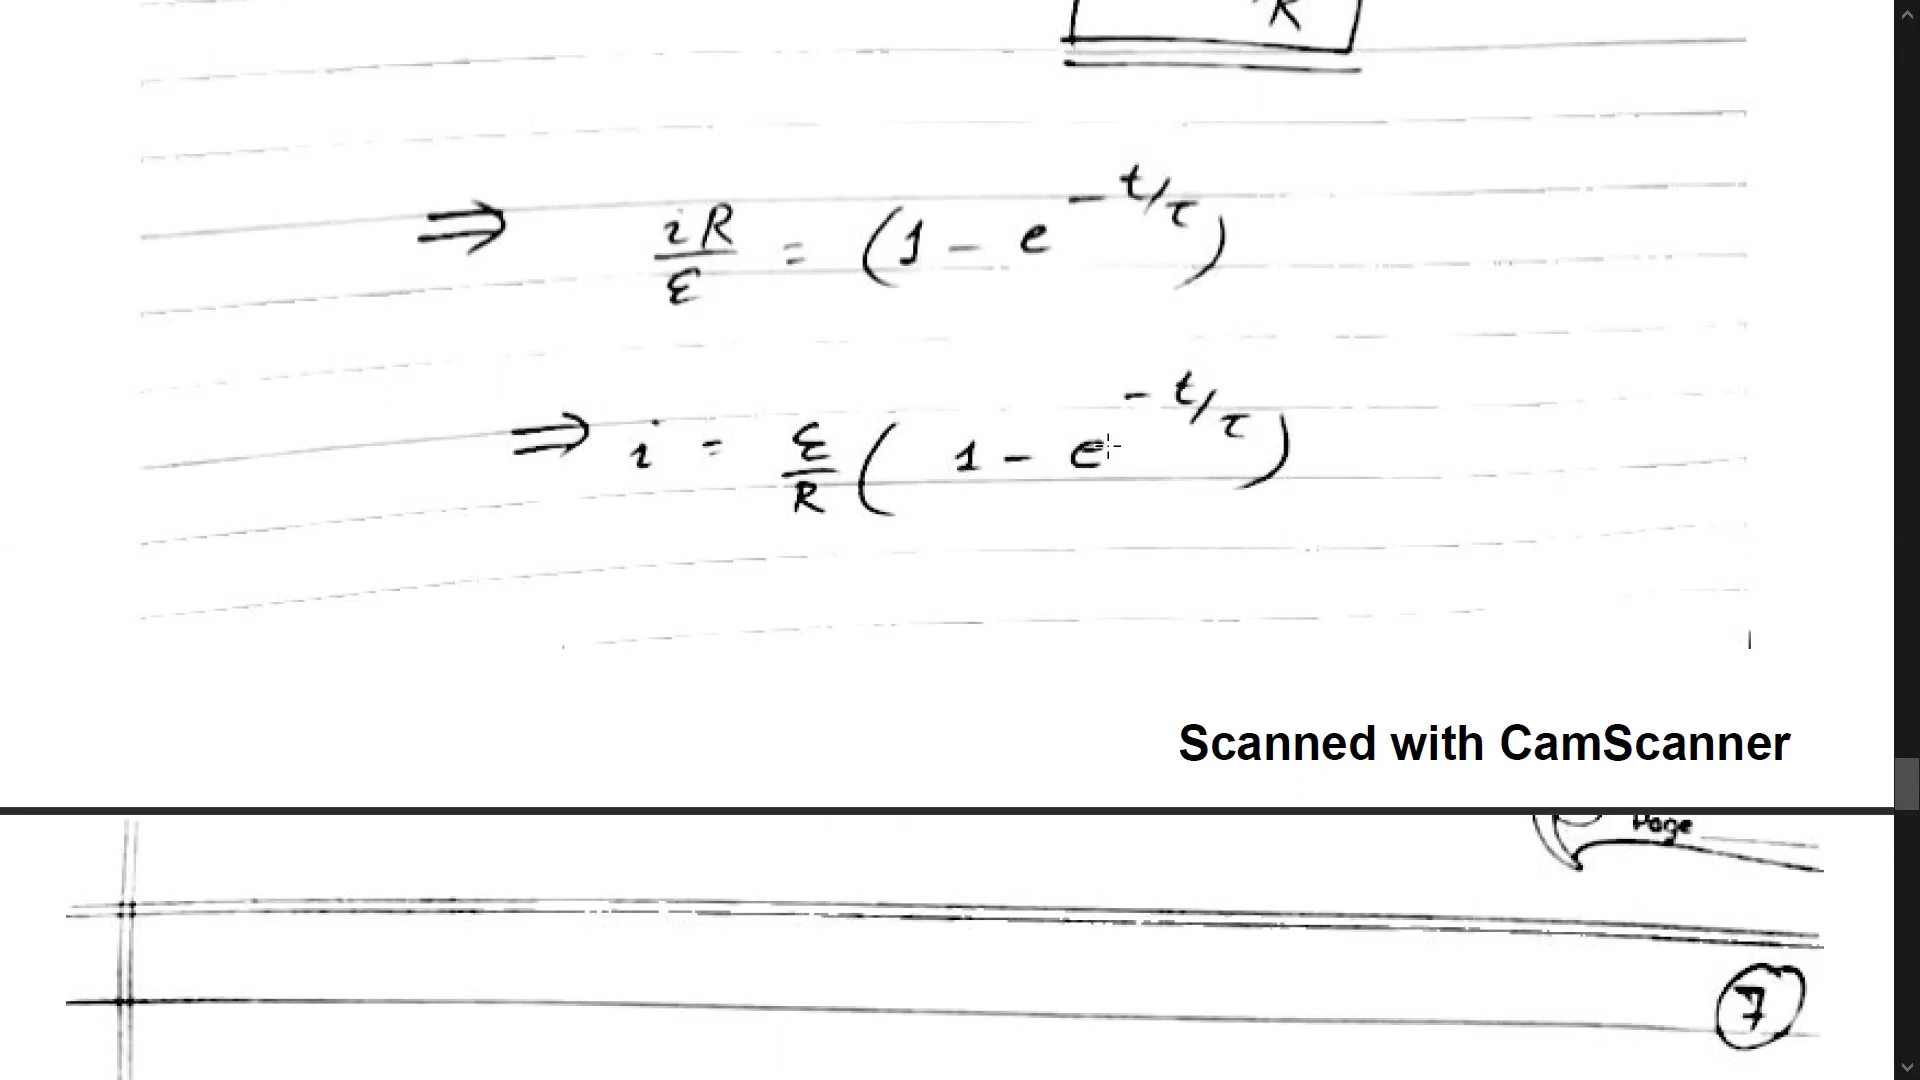 R
⇒ iR/ε = (1 - e^{-t/τ})
⇒ i = ε/R ( 1 - e^{-t/τ} )
Scanned with CamScanner
Page
7